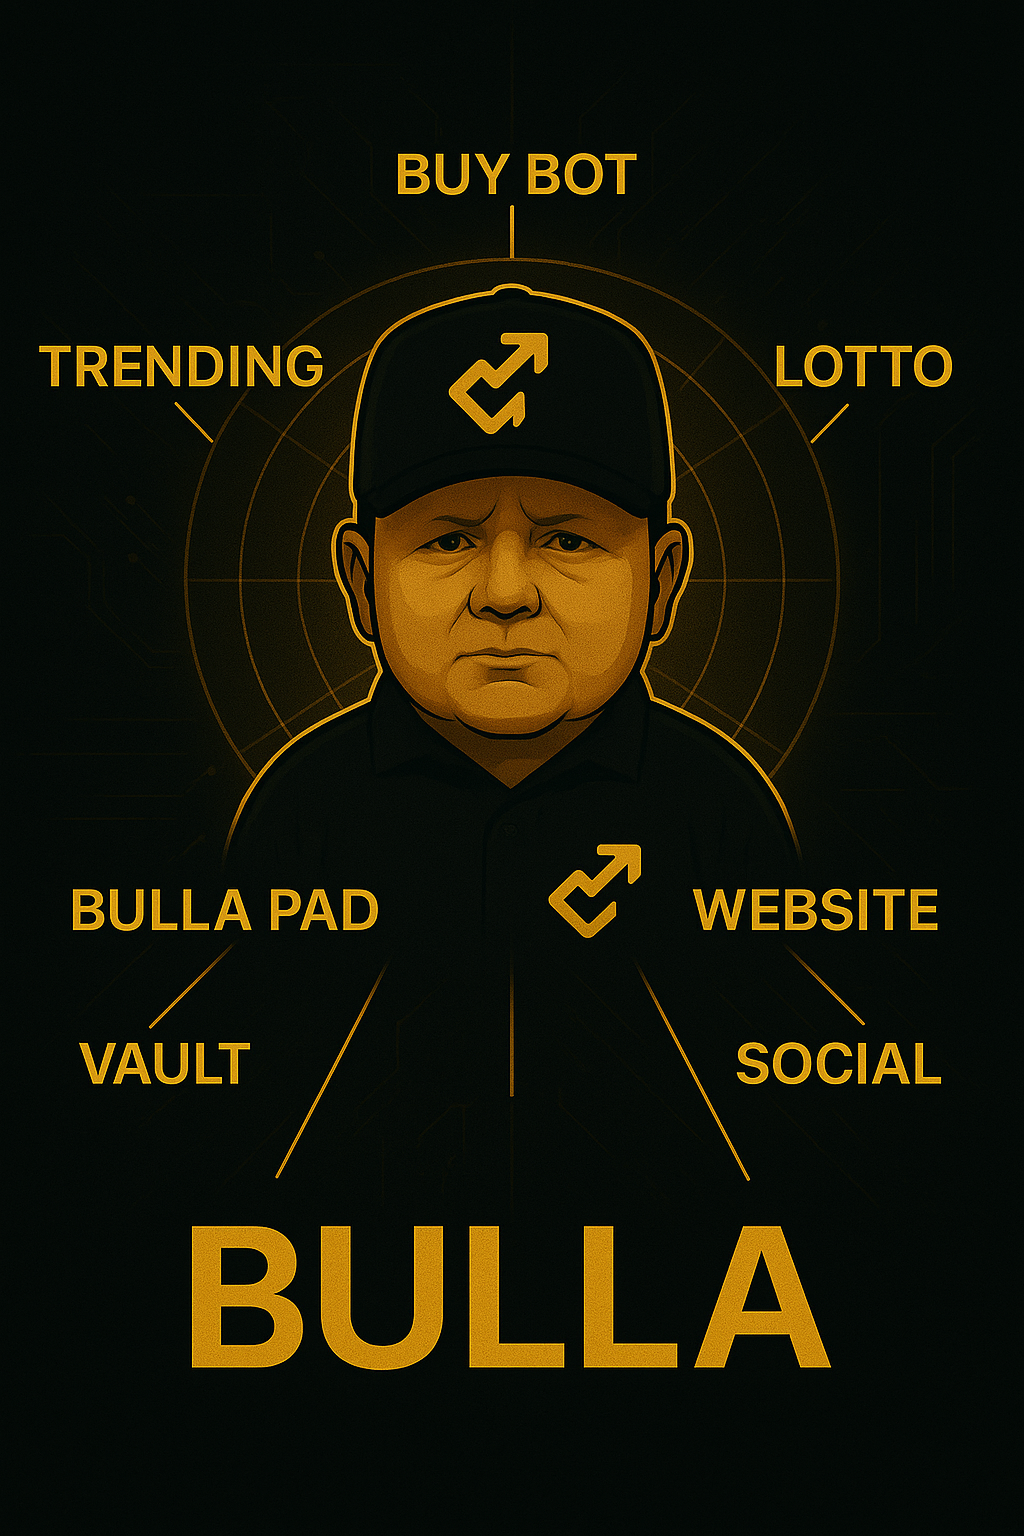 BUY BOT
TRENDING
LOTTO
BULLA PAD
WEBSITE
VAULT
SOCIAL
BULLA